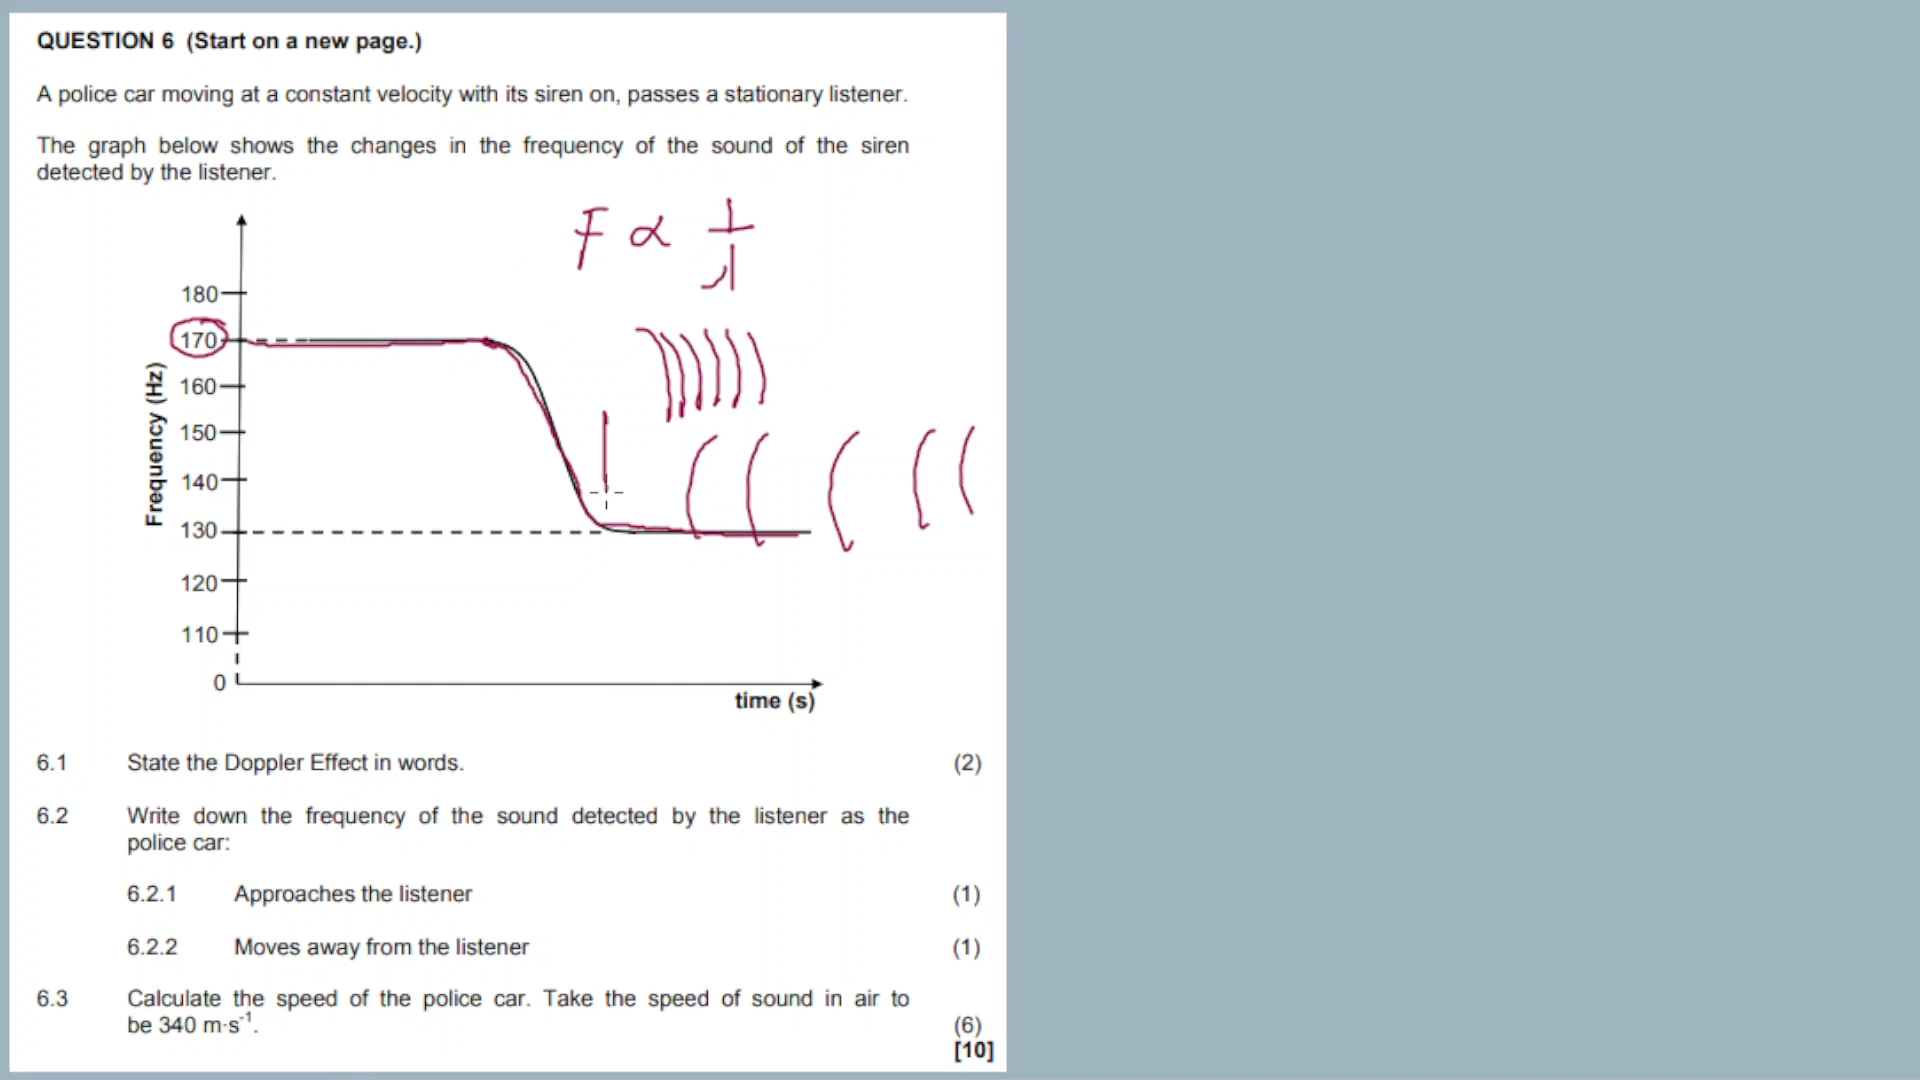 QUESTION 6 (Start on a new page.)
A police car moving at a constant velocity with its siren on, passes a stationary listener.
The graph below shows the changes in the frequency of the sound of the siren
detected by the listener.
F ∝ 1/λ
180
170
160
150
140
130
120
110
0
Frequency (Hz)
time (s)
6.1 State the Doppler Effect in words. (2)
6.2 Write down the frequency of the sound detected by the listener as the
police car:
6.2.1 Approaches the listener (1)
6.2.2 Moves away from the listener (1)
6.3 Calculate the speed of the police car. Take the speed of sound in air to
be 340 m·s⁻¹. (6)
[10]